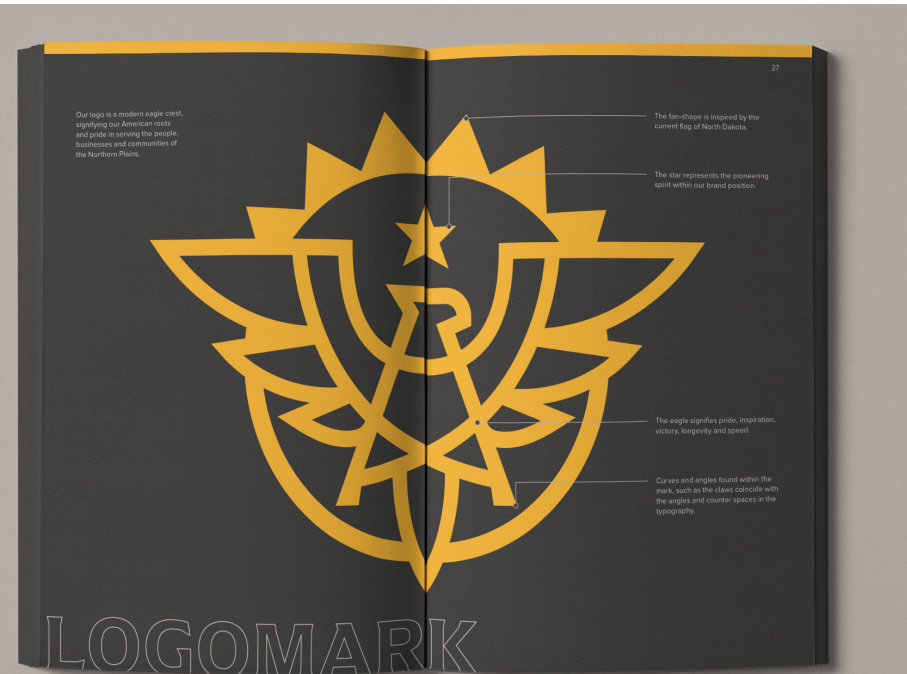 27
Our logo is a modern eagle crest,
signifying our American roots
and pride in serving the people,
businesses and communities of
the Northern Plains.
The fan-shape is inspired by the
current flag of North Dakota.
The star represents the pioneering
spirit within our brand position.
The eagle signifies pride, inspiration,
victory, longevity and speed.
Curves and angles found within the
mark, such as the claws coincide with
the angles and counter spaces in the
typography.
LOGOMARK